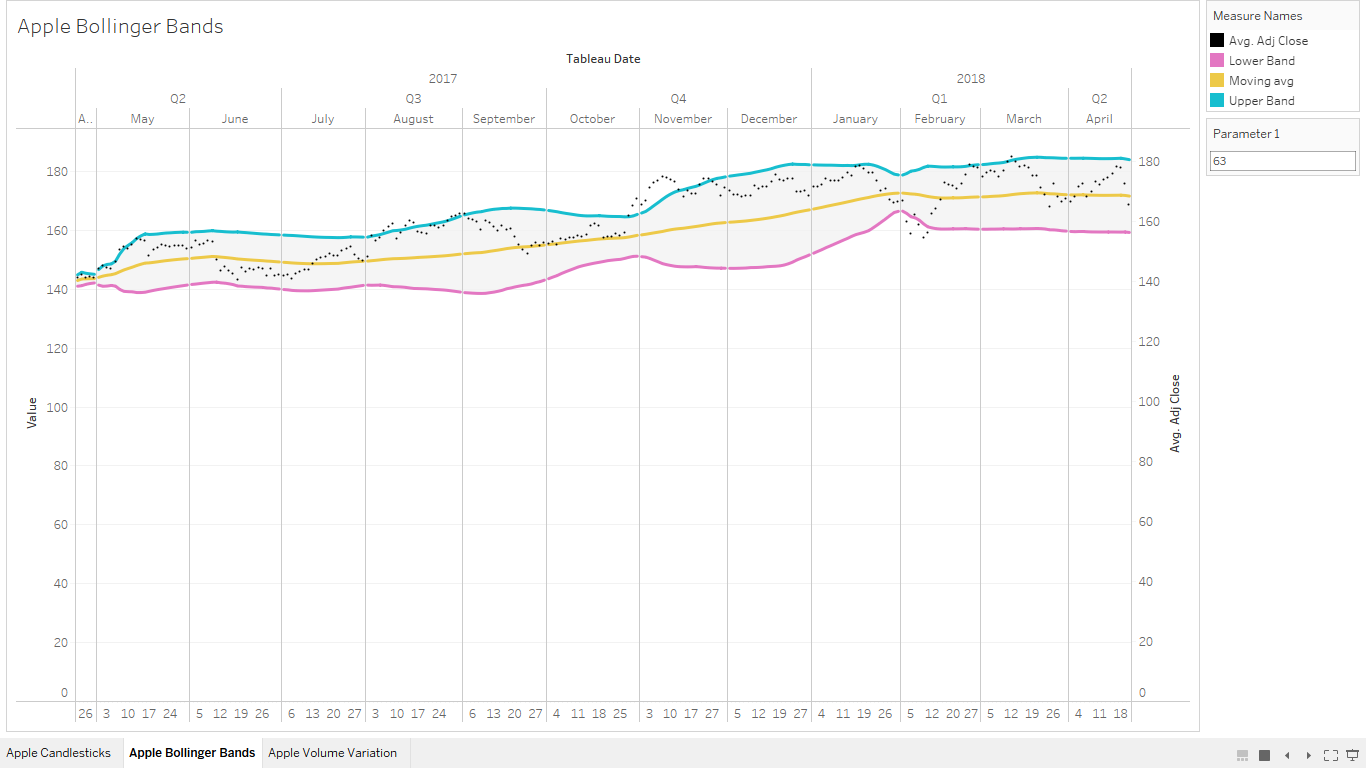 Apple Bollinger Bands
Tableau Date
2017 2018
Q2 Q3 Q4 Q1 Q2
A.. May June July August September October November December January February March April
Value
180
160
140
120
100
80
60
40
20
0
180
160
140
120
100
80
60
40
20
0
Avg. Adj Close
26 3 10 17 24 5 12 19 26 6 13 20 27 3 10 17 24 6 13 20 27 4 11 18 25 3 10 17 27 5 12 19 27 4 11 19 26 5 12 20 27 5 12 19 26 4 11 18
Measure Names
Avg. Adj Close
Lower Band
Moving avg
Upper Band
Parameter 1
63
Apple Candlesticks Apple Bollinger Bands Apple Volume Variation